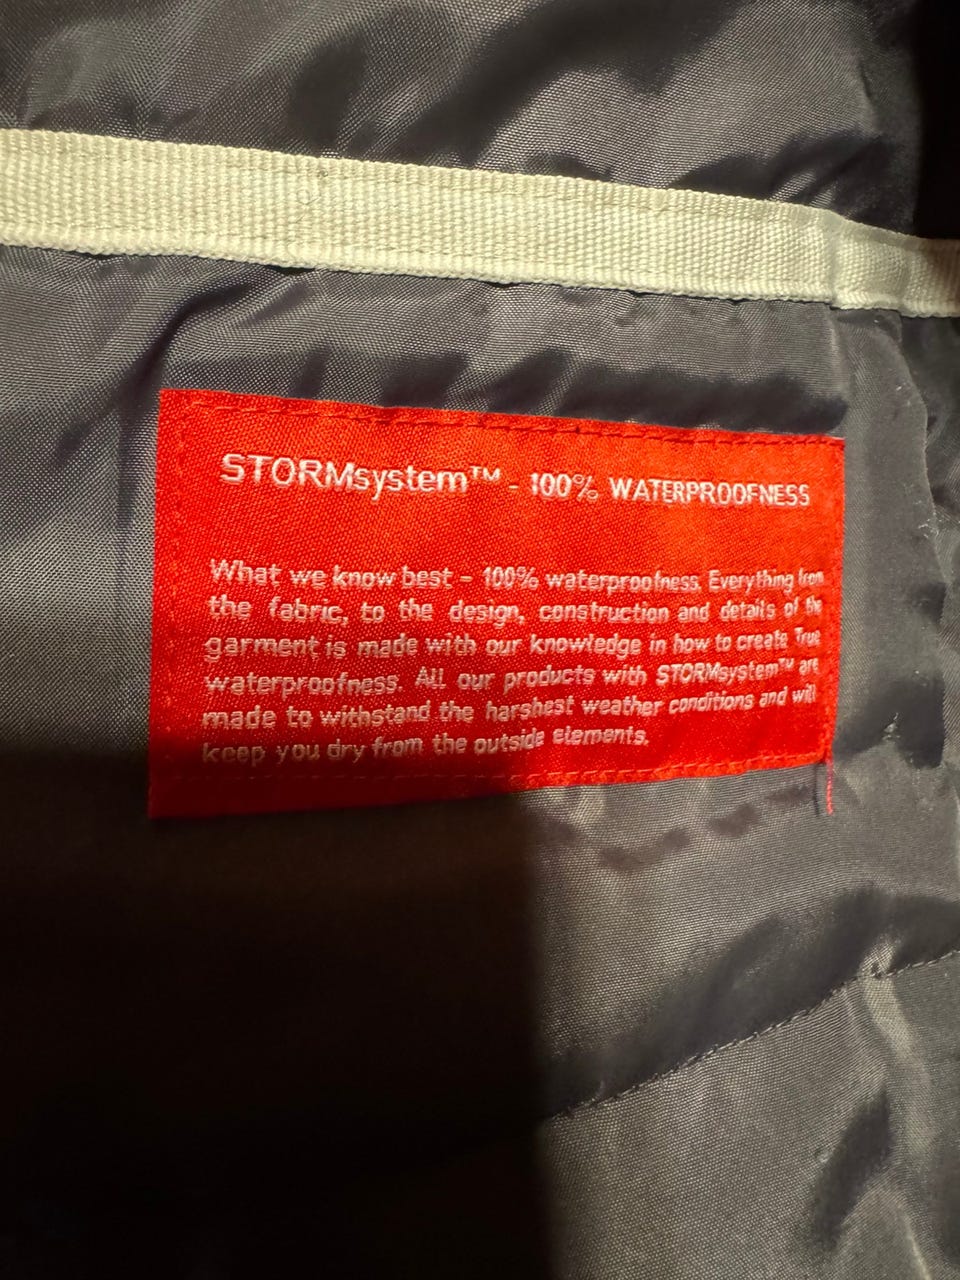 STORMsystem™ - 100% WATERPROOFNESS
What we know best - 100% waterproofness. Everything from
the fabric, to the design, construction and details of the
garment is made with our knowledge in how to create True
waterproofness. All our products with STORMsystem™ are
made to withstand the harshest weather conditions and will
keep you dry from the outside elements.